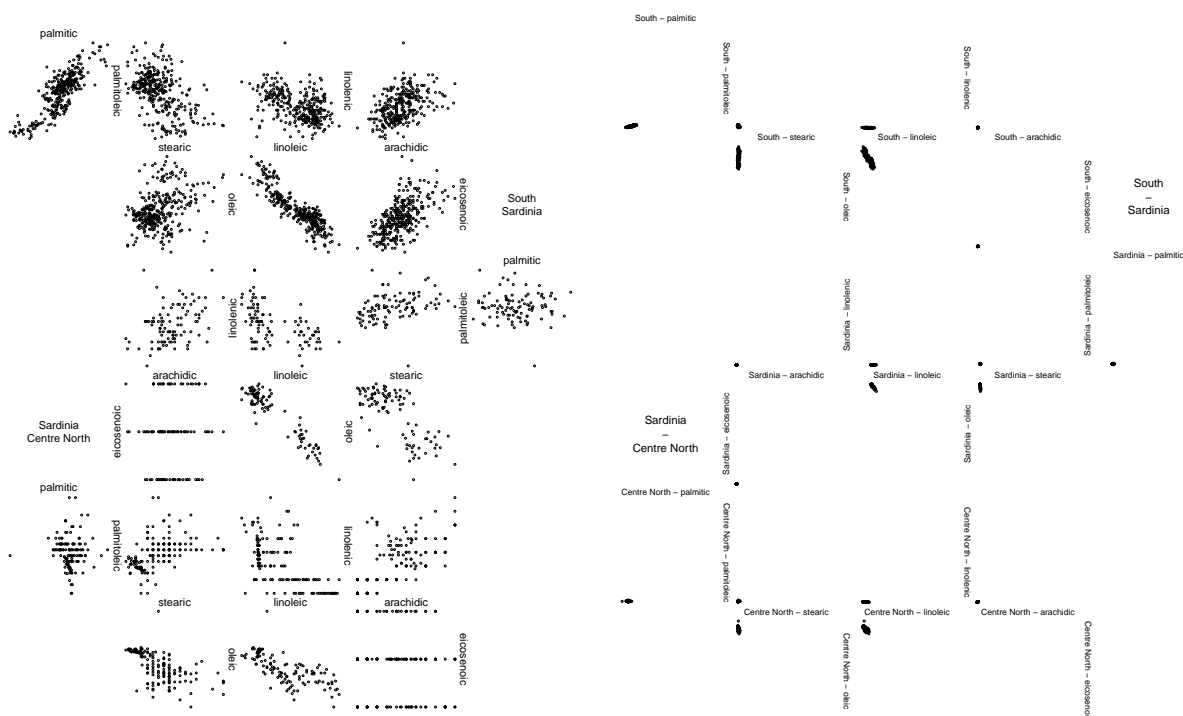 palmitic
palmitoleic
linolenic
stearic
linoleic
arachidic
oleic
eicosenoic
South
Sardinia
palmitic
linolenic
palmitoleic
arachidic
linoleic
stearic
Sardinia
Centre North
eicosenoic
oleic
palmitic
palmitoleic
linolenic
stearic
linoleic
arachidic
oleic
eicosenoic
South – palmitic
South – palmitoleic
South – linolenic
South – stearic
South – linoleic
South – arachidic
South – oleic
South – eicosenoic
South
–
Sardinia
Sardinia – palmitic
Sardinia – linolenic
Sardinia – palmitoleic
Sardinia – arachidic
Sardinia – linoleic
Sardinia – stearic
Sardinia
–
Centre North
Sardinia – eicosenoic
Sardinia – oleic
Centre North – palmitic
Centre North – palmitoleic
Centre North – linolenic
Centre North – stearic
Centre North – linoleic
Centre North – arachidic
Centre North – oleic
Centre North – eicosenoic